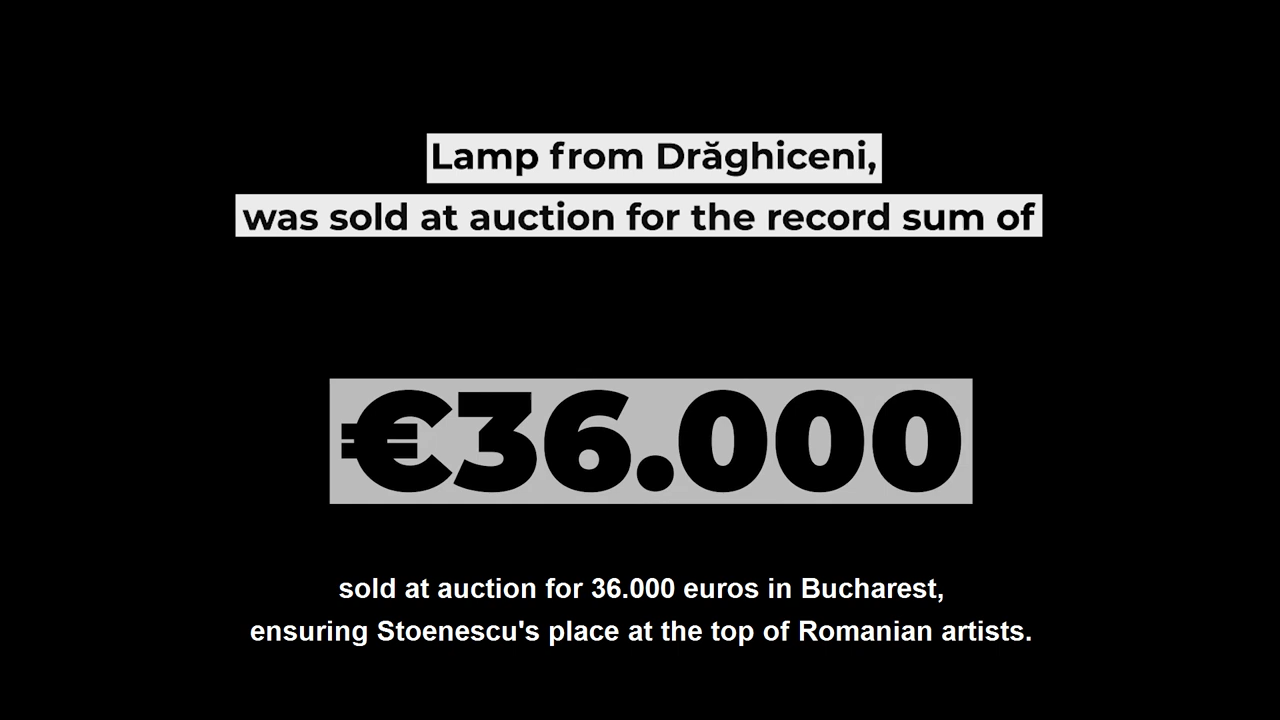 Lamp from Drăghiceni,
was sold at auction for the record sum of
€36.000
sold at auction for 36.000 euros in Bucharest,
ensuring Stoenescu's place at the top of Romanian artists.